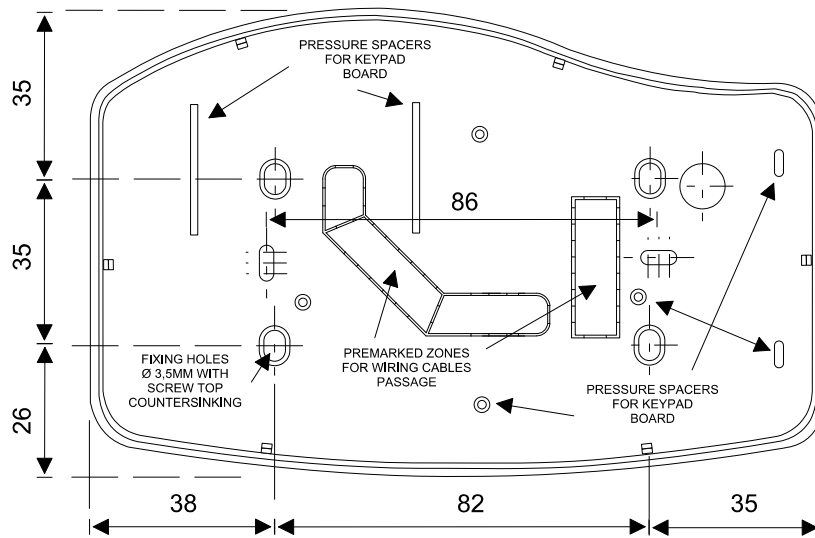 PRESSURE SPACERS
FOR KEYPAD
BOARD
35
86
35
FIXING HOLES
Ø 3,5MM WITH
SCREW TOP
COUNTERSINKING
PREMARKED ZONES
FOR WIRING CABLES
PASSAGE
PRESSURE SPACERS
FOR KEYPAD
BOARD
26
38
82
35